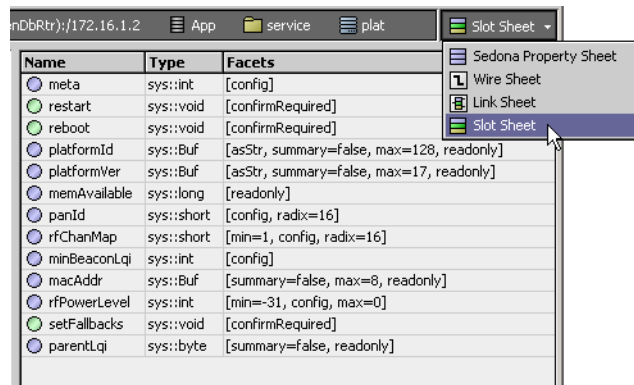 enDbRtr):/172.16.1.2 App service plat Slot Sheet
Sedona Property Sheet
Wire Sheet
Link Sheet
Slot Sheet
Name Type Facets
meta sys::int [config]
restart sys::void [confirmRequired]
reboot sys::void [confirmRequired]
platformId sys::Buf [asStr, summary=false, max=128, readonly]
platformVer sys::Buf [asStr, summary=false, max=17, readonly]
memAvailable sys::long [readonly]
panId sys::short [config, radix=16]
rfChanMap sys::short [min=1, config, radix=16]
minBeaconLqi sys::int [config]
macAddr sys::Buf [summary=false, max=8, readonly]
rfPowerLevel sys::int [min=-31, config, max=0]
setFallbacks sys::void [confirmRequired]
parentLqi sys::byte [summary=false, readonly]